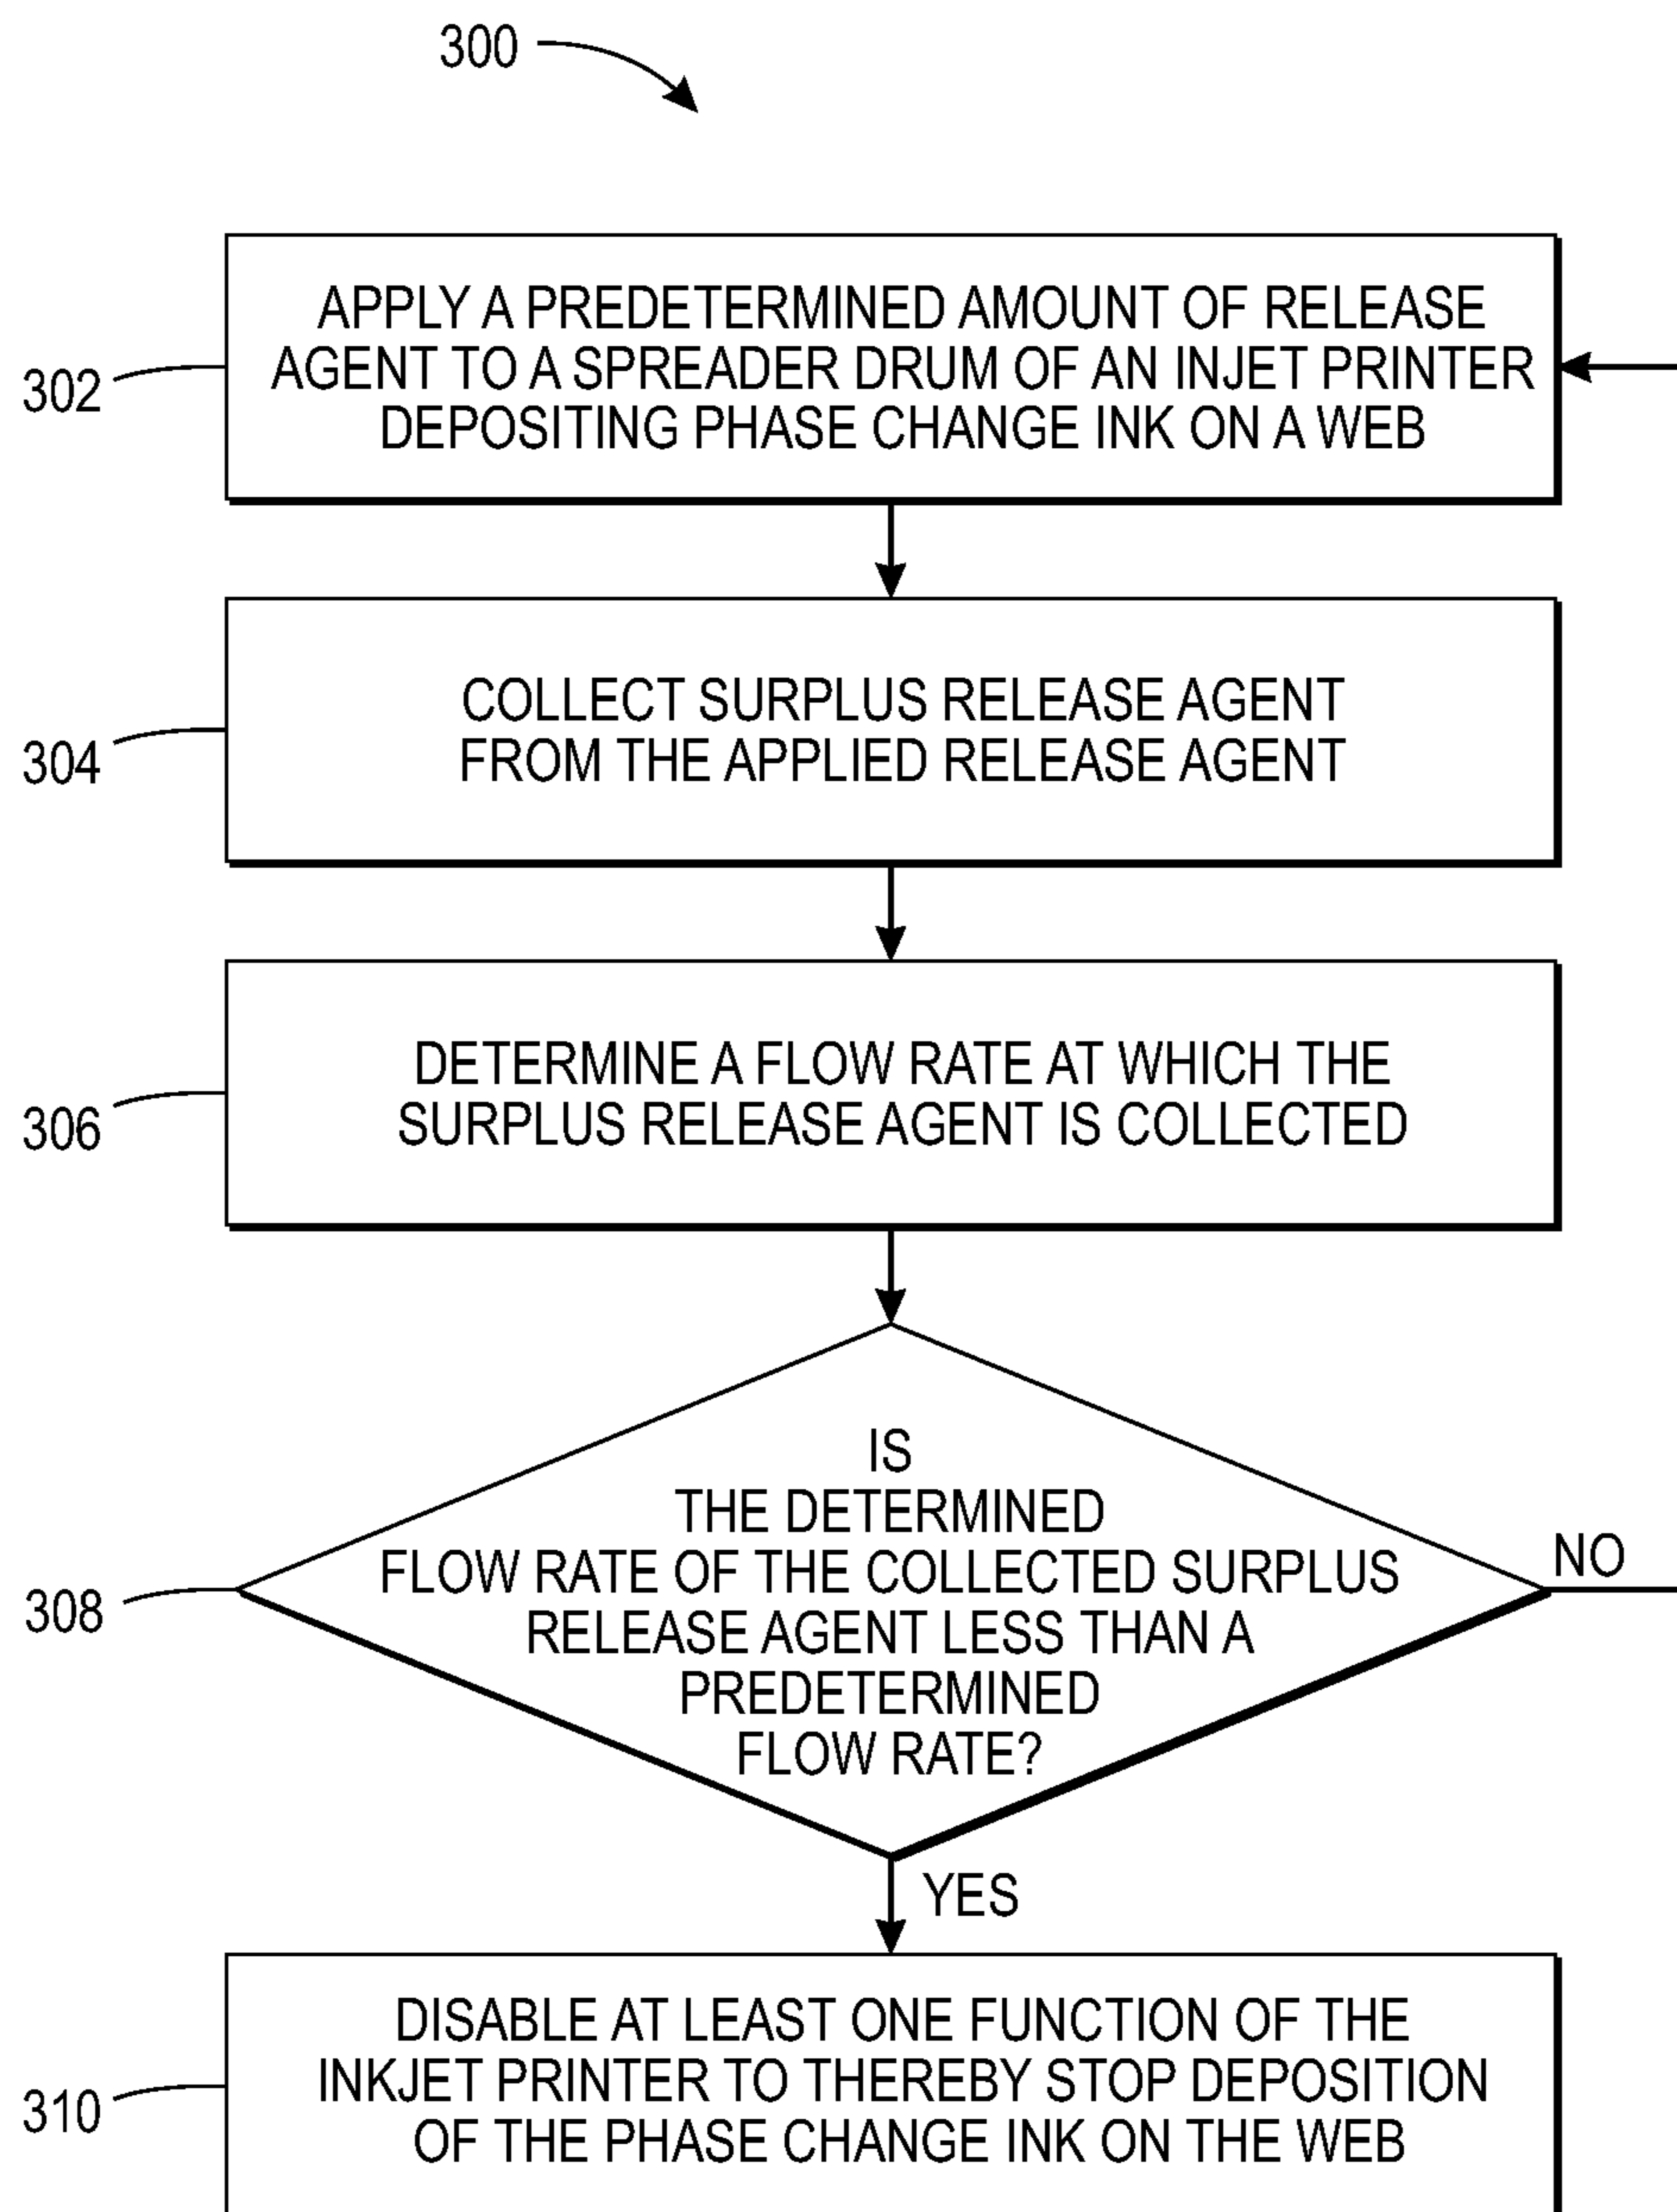 300
302
APPLY A PREDETERMINED AMOUNT OF RELEASE
AGENT TO A SPREADER DRUM OF AN INJET PRINTER
DEPOSITING PHASE CHANGE INK ON A WEB
304
COLLECT SURPLUS RELEASE AGENT
FROM THE APPLIED RELEASE AGENT
306
DETERMINE A FLOW RATE AT WHICH THE
SURPLUS RELEASE AGENT IS COLLECTED
308
IS
THE DETERMINED
FLOW RATE OF THE COLLECTED SURPLUS
RELEASE AGENT LESS THAN A
PREDETERMINED
FLOW RATE?
NO
YES
310
DISABLE AT LEAST ONE FUNCTION OF THE
INKJET PRINTER TO THEREBY STOP DEPOSITION
OF THE PHASE CHANGE INK ON THE WEB